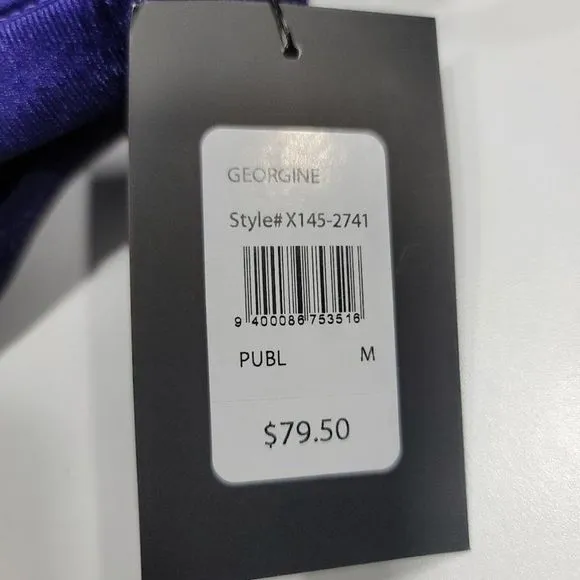 GEORGINE
Style# X145-2741
9 400086 753516
PUBL M
$79.50